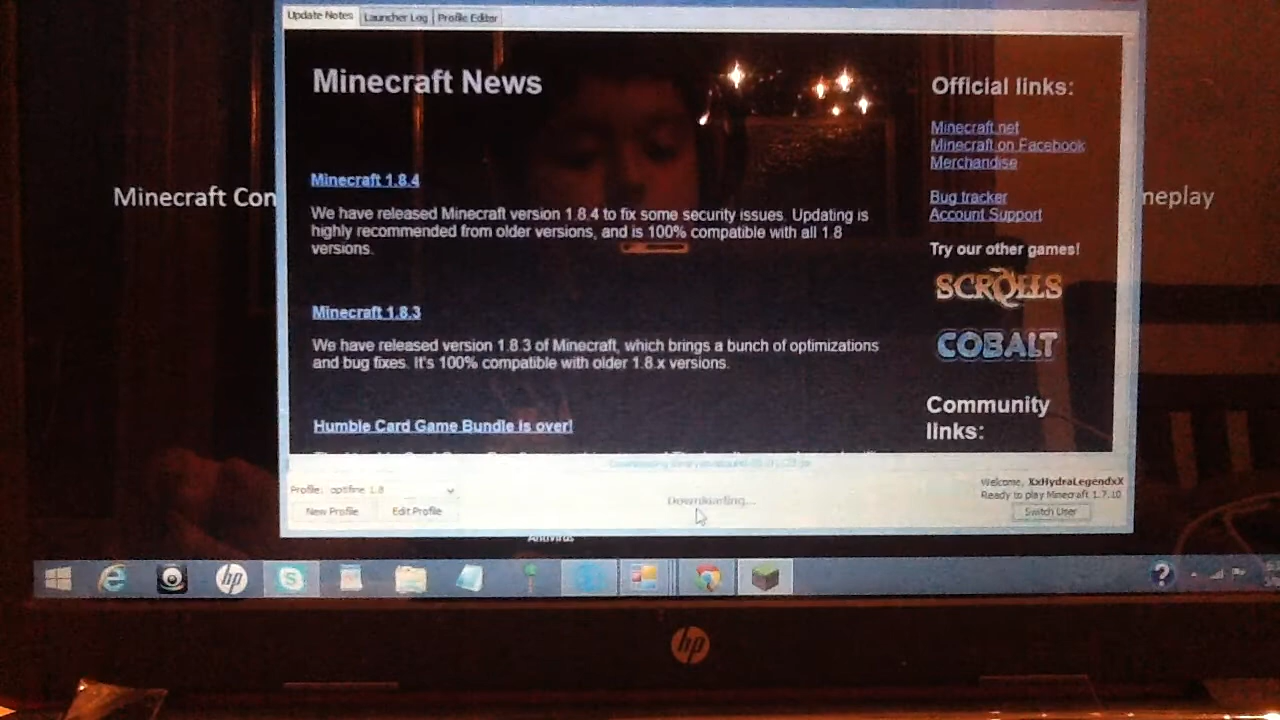 Update Notes Launcher Log Profile Editor
Minecraft News
Official links:
Minecraft.net
Minecraft on Facebook
Merchandise
Minecraft 1.8.4
Bug tracker
Account Support
Minecraft Con
neplay
We have released Minecraft version 1.8.4 to fix some security issues. Updating is
highly recommended from older versions, and is 100% compatible with all 1.8
versions.
Try our other games!
SCROLLS
Minecraft 1.8.3
COBALT
We have released version 1.8.3 of Minecraft, which brings a bunch of optimizations
and bug fixes. It's 100% compatible with older 1.8.x versions.
Community
links:
Humble Card Game Bundle is over!
Profile: optifine 1.8
New Profile Edit Profile
Downloading...
Welcome, XxHydraLegendxX
Ready to play Minecraft 1.7.10
Switch User
Antivirus
hp
?
hp